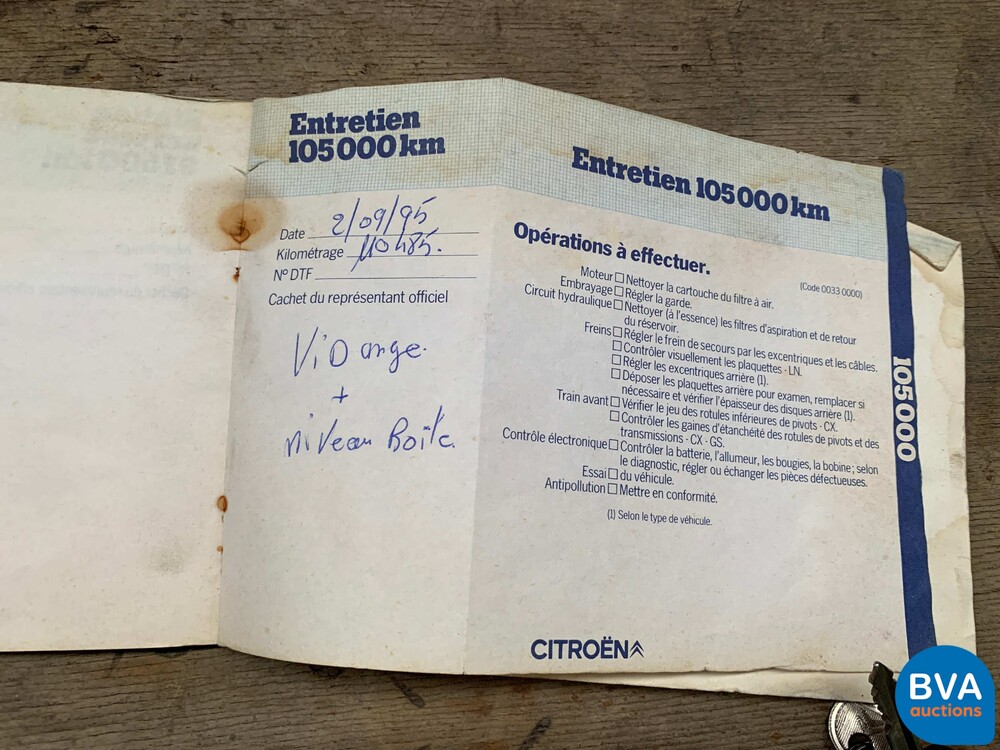 Entretien
105000 km
Date 2/09/95
Kilométrage 110485.
N° DTF
Cachet du représentant officiel
ViDange.
+
niveau Boite.
Entretien 105000 km
Opérations à effectuer.
(Code 0033 0000)
Moteur □ Nettoyer la cartouche du filtre à air.
Embrayage □ Régler la garde.
Circuit hydraulique □ Nettoyer (à l'essence) les filtres d'aspiration et de retour
du réservoir.
Freins □ Régler le frein de secours par les excentriques et les câbles.
□ Contrôler visuellement les plaquettes - LN.
□ Régler les excentriques arrière (1).
□ Déposer les plaquettes arrière pour examen, remplacer si
nécessaire et vérifier l'épaisseur des disques arrière (1).
Train avant □ Vérifier le jeu des rotules inférieures de pivots - CX.
□ Contrôler les gaines d'étanchéité des rotules de pivots et des
transmissions - CX - GS.
Contrôle électronique □ Contrôler la batterie, l'allumeur, les bougies, la bobine ; selon
le diagnostic, régler ou échanger les pièces défectueuses.
Essai □ du véhicule.
Antipollution □ Mettre en conformité.
(1) Selon le type de véhicule.
CITROËN
105000
BVA
auctions